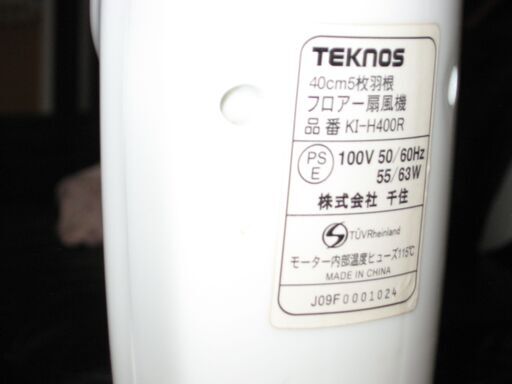 TEKNOS
40cm5枚羽根
フロアー扇風機
品番 KI-H400R
PS
E
100V 50/60Hz
55/63W
株式会社 千住
TÜVRheinland
モーター内部温度ヒューズ115℃
MADE IN CHINA
J09F0001024